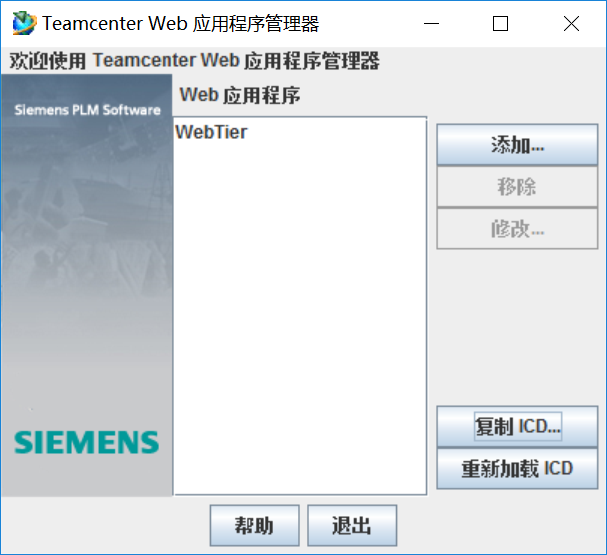 Teamcenter Web 应用程序管理器
欢迎使用 Teamcenter Web 应用程序管理器
Siemens PLM Software
Web 应用程序
WebTier
添加...
移除
修改...
SIEMENS
复制 ICD...
重新加载 ICD
帮助
退出